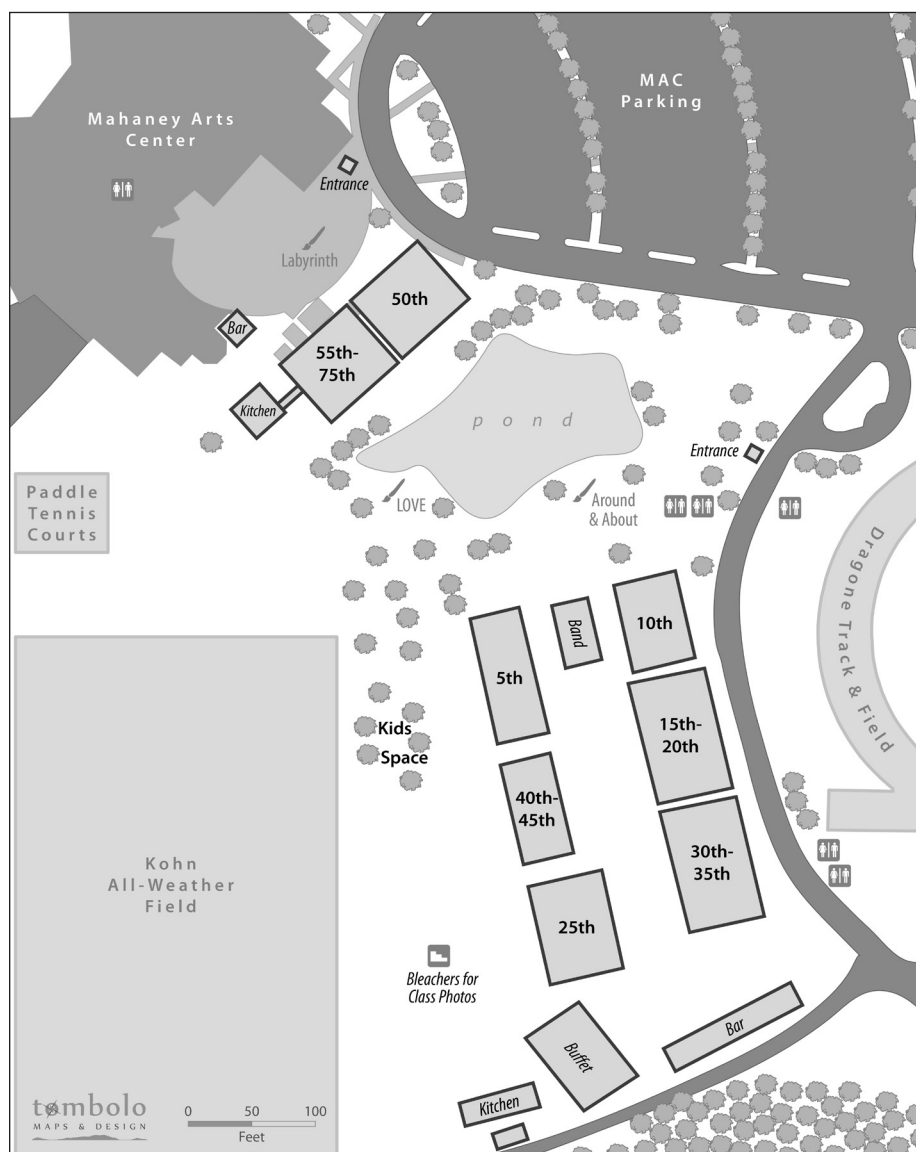 MAC
Parking
Mahaney Arts
Center
Entrance
Labyrinth
50th
Bar
55th-
75th
Kitchen
pond
Entrance
LOVE
Around
& About
Paddle
Tennis
Courts
Dragone Track & Field
10th
Band
5th
15th-
20th
Kids
Space
40th-
45th
30th-
35th
Kohn
All-Weather
Field
25th
Bleachers for
Class Photos
Bar
Buffet
Kitchen
tombolo
MAPS & DESIGN
0 50 100
Feet